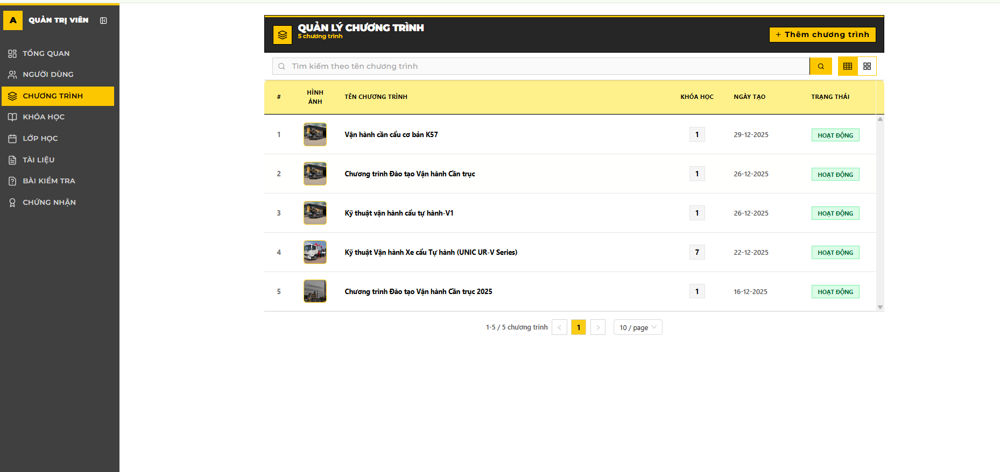 A QUẢN TRỊ VIÊN
TỔNG QUAN
NGƯỜI DÙNG
CHƯƠNG TRÌNH
KHÓA HỌC
LỚP HỌC
TÀI LIỆU
BÀI KIỂM TRA
CHỨNG NHẬN
QUẢN LÝ CHƯƠNG TRÌNH
5 chương trình
+ Thêm chương trình
Tìm kiếm theo tên chương trình
# HÌNH ẢNH TÊN CHƯƠNG TRÌNH KHÓA HỌC NGÀY TẠO TRẠNG THÁI
1 Vận hành cần cẩu cơ bản K57 1 29-12-2025 HOẠT ĐỘNG
2 Chương trình Đào tạo Vận hành Cần trục 1 26-12-2025 HOẠT ĐỘNG
3 Kỹ thuật vận hành cẩu tự hành-V1 1 26-12-2025 HOẠT ĐỘNG
4 Kỹ thuật Vận hành Xe cẩu Tự hành (UNIC UR-V Series) 7 22-12-2025 HOẠT ĐỘNG
5 Chương trình Đào tạo Vận hành Cần trục 2025 1 16-12-2025 HOẠT ĐỘNG
1-5 / 5 chương trình < 1 > 10 / page